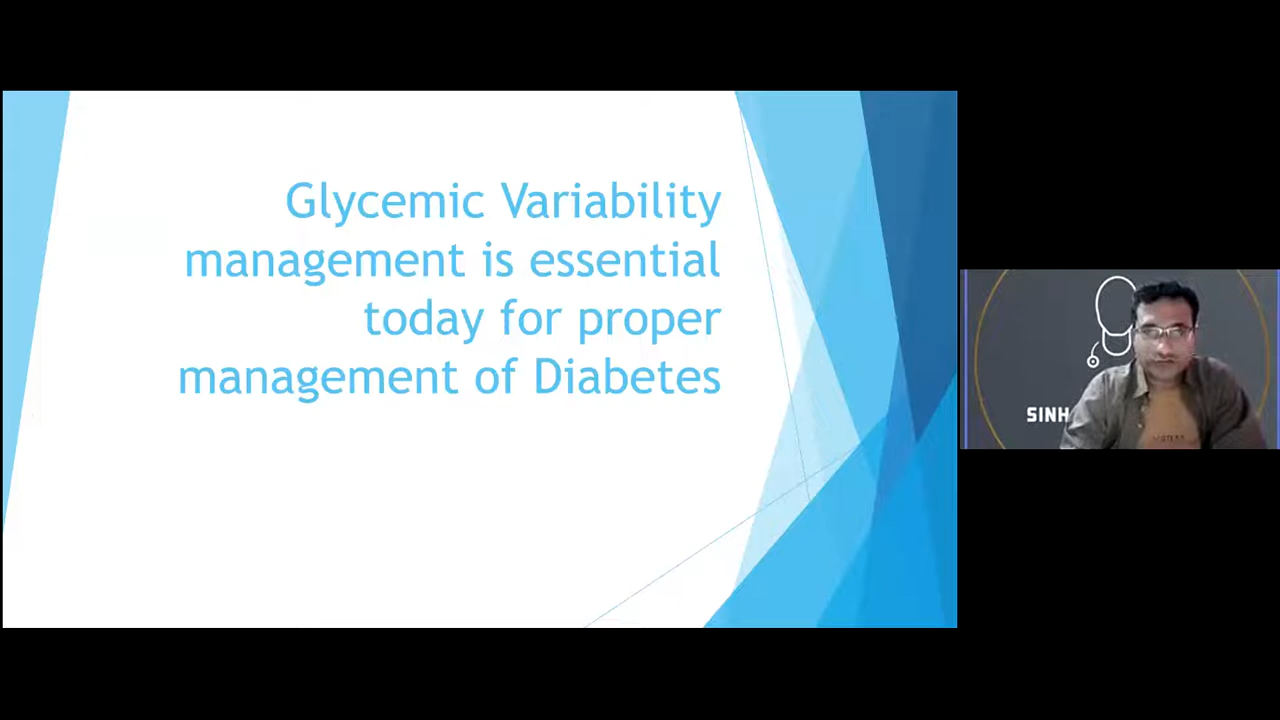 Glycemic Variability
management is essential
today for proper
management of Diabetes
SINH